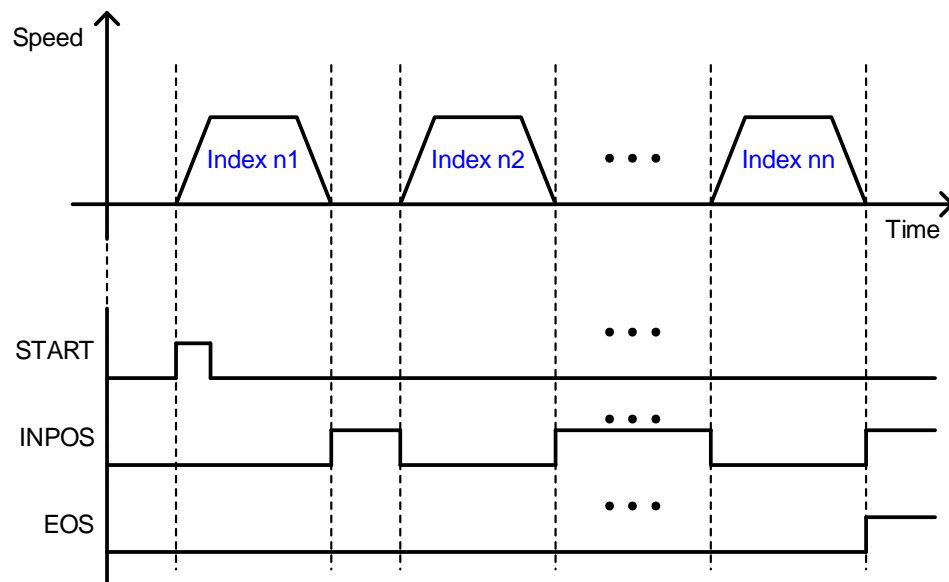 Speed
Index n1
Index n2
• • •
Index nn
Time
START
• • •
INPOS
• • •
EOS
• • •